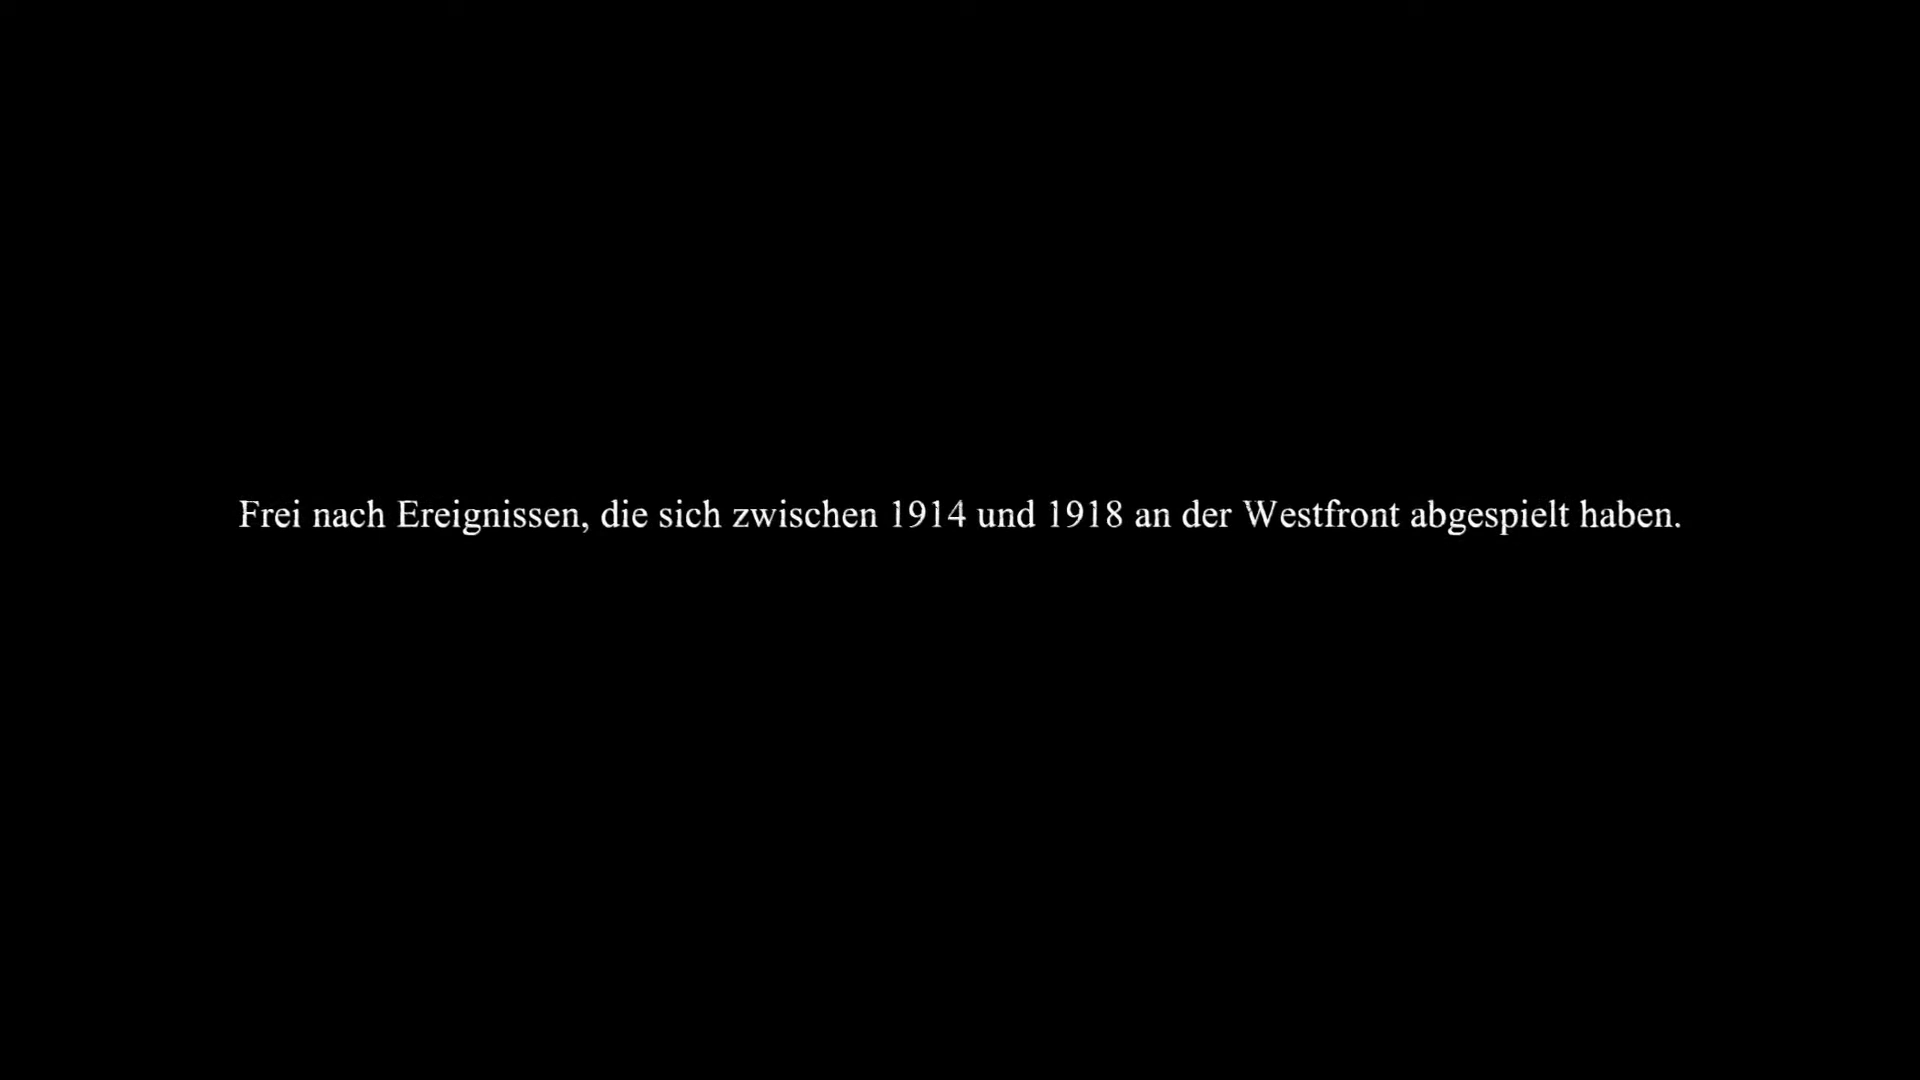 Frei nach Ereignissen, die sich zwischen 1914 und 1918 an der Westfront abgespielt haben.